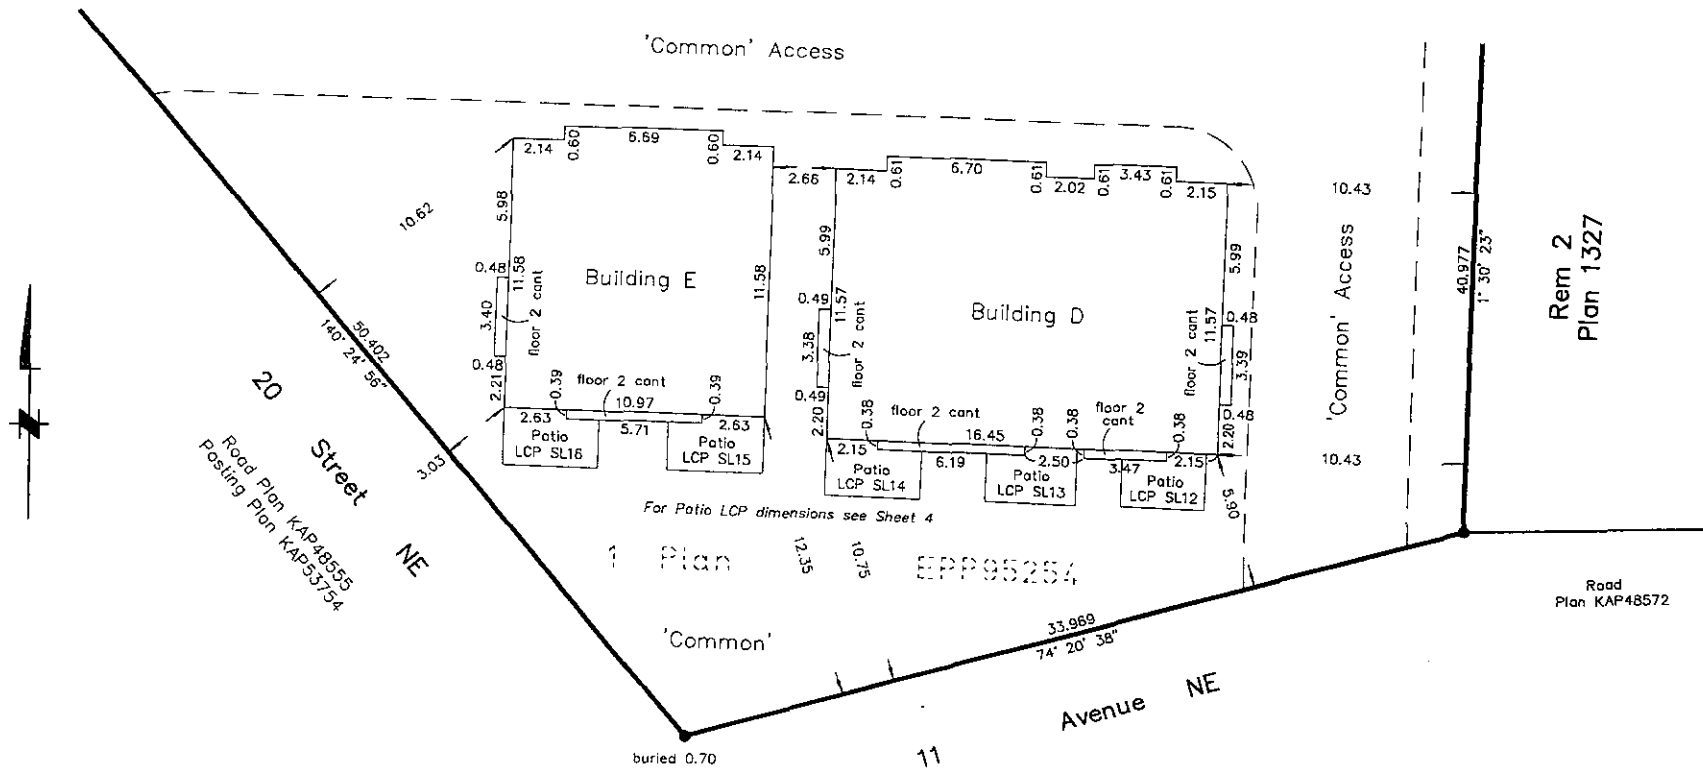 'Common' Access
2.14
0.60
6.69
0.60
2.14
2.66
2.14
0.61
6.70
0.61
2.02
0.61
3.43
0.61
2.15
10.43
10.62
5.98
11.58
0.48
3.40
floor 2 cant
0.48
2.21
Building E
11.58
5.99
0.49
11.57
3.38
floor 2 cant
0.49
2.20
Building D
5.99
floor 2 cant
11.57
0.48
3.39
0.48
2.20
'Common' Access
40.977
1° 30' 23"
Rem 2
Plan 1327
50.402
140° 24' 56"
20 Street NE
Road Plan KAP48555
Posting Plan KAP53754
3.03
0.39
floor 2 cant
0.39
10.97
2.63
5.71
2.63
Patio
LCP SL16
Patio
LCP SL15
0.38
floor 2 cant
0.38
0.38
floor 2
cant
0.38
16.45
2.15
6.19
2.50
3.47
2.15
Patio
LCP SL14
Patio
LCP SL13
Patio
LCP SL12
5.90
10.43
For Patio LCP dimensions see Sheet 4
12.35
10.75
1 Plan EPP95254
Road
Plan KAP48572
'Common'
33.969
74° 20' 38"
11 Avenue NE
buried 0.70